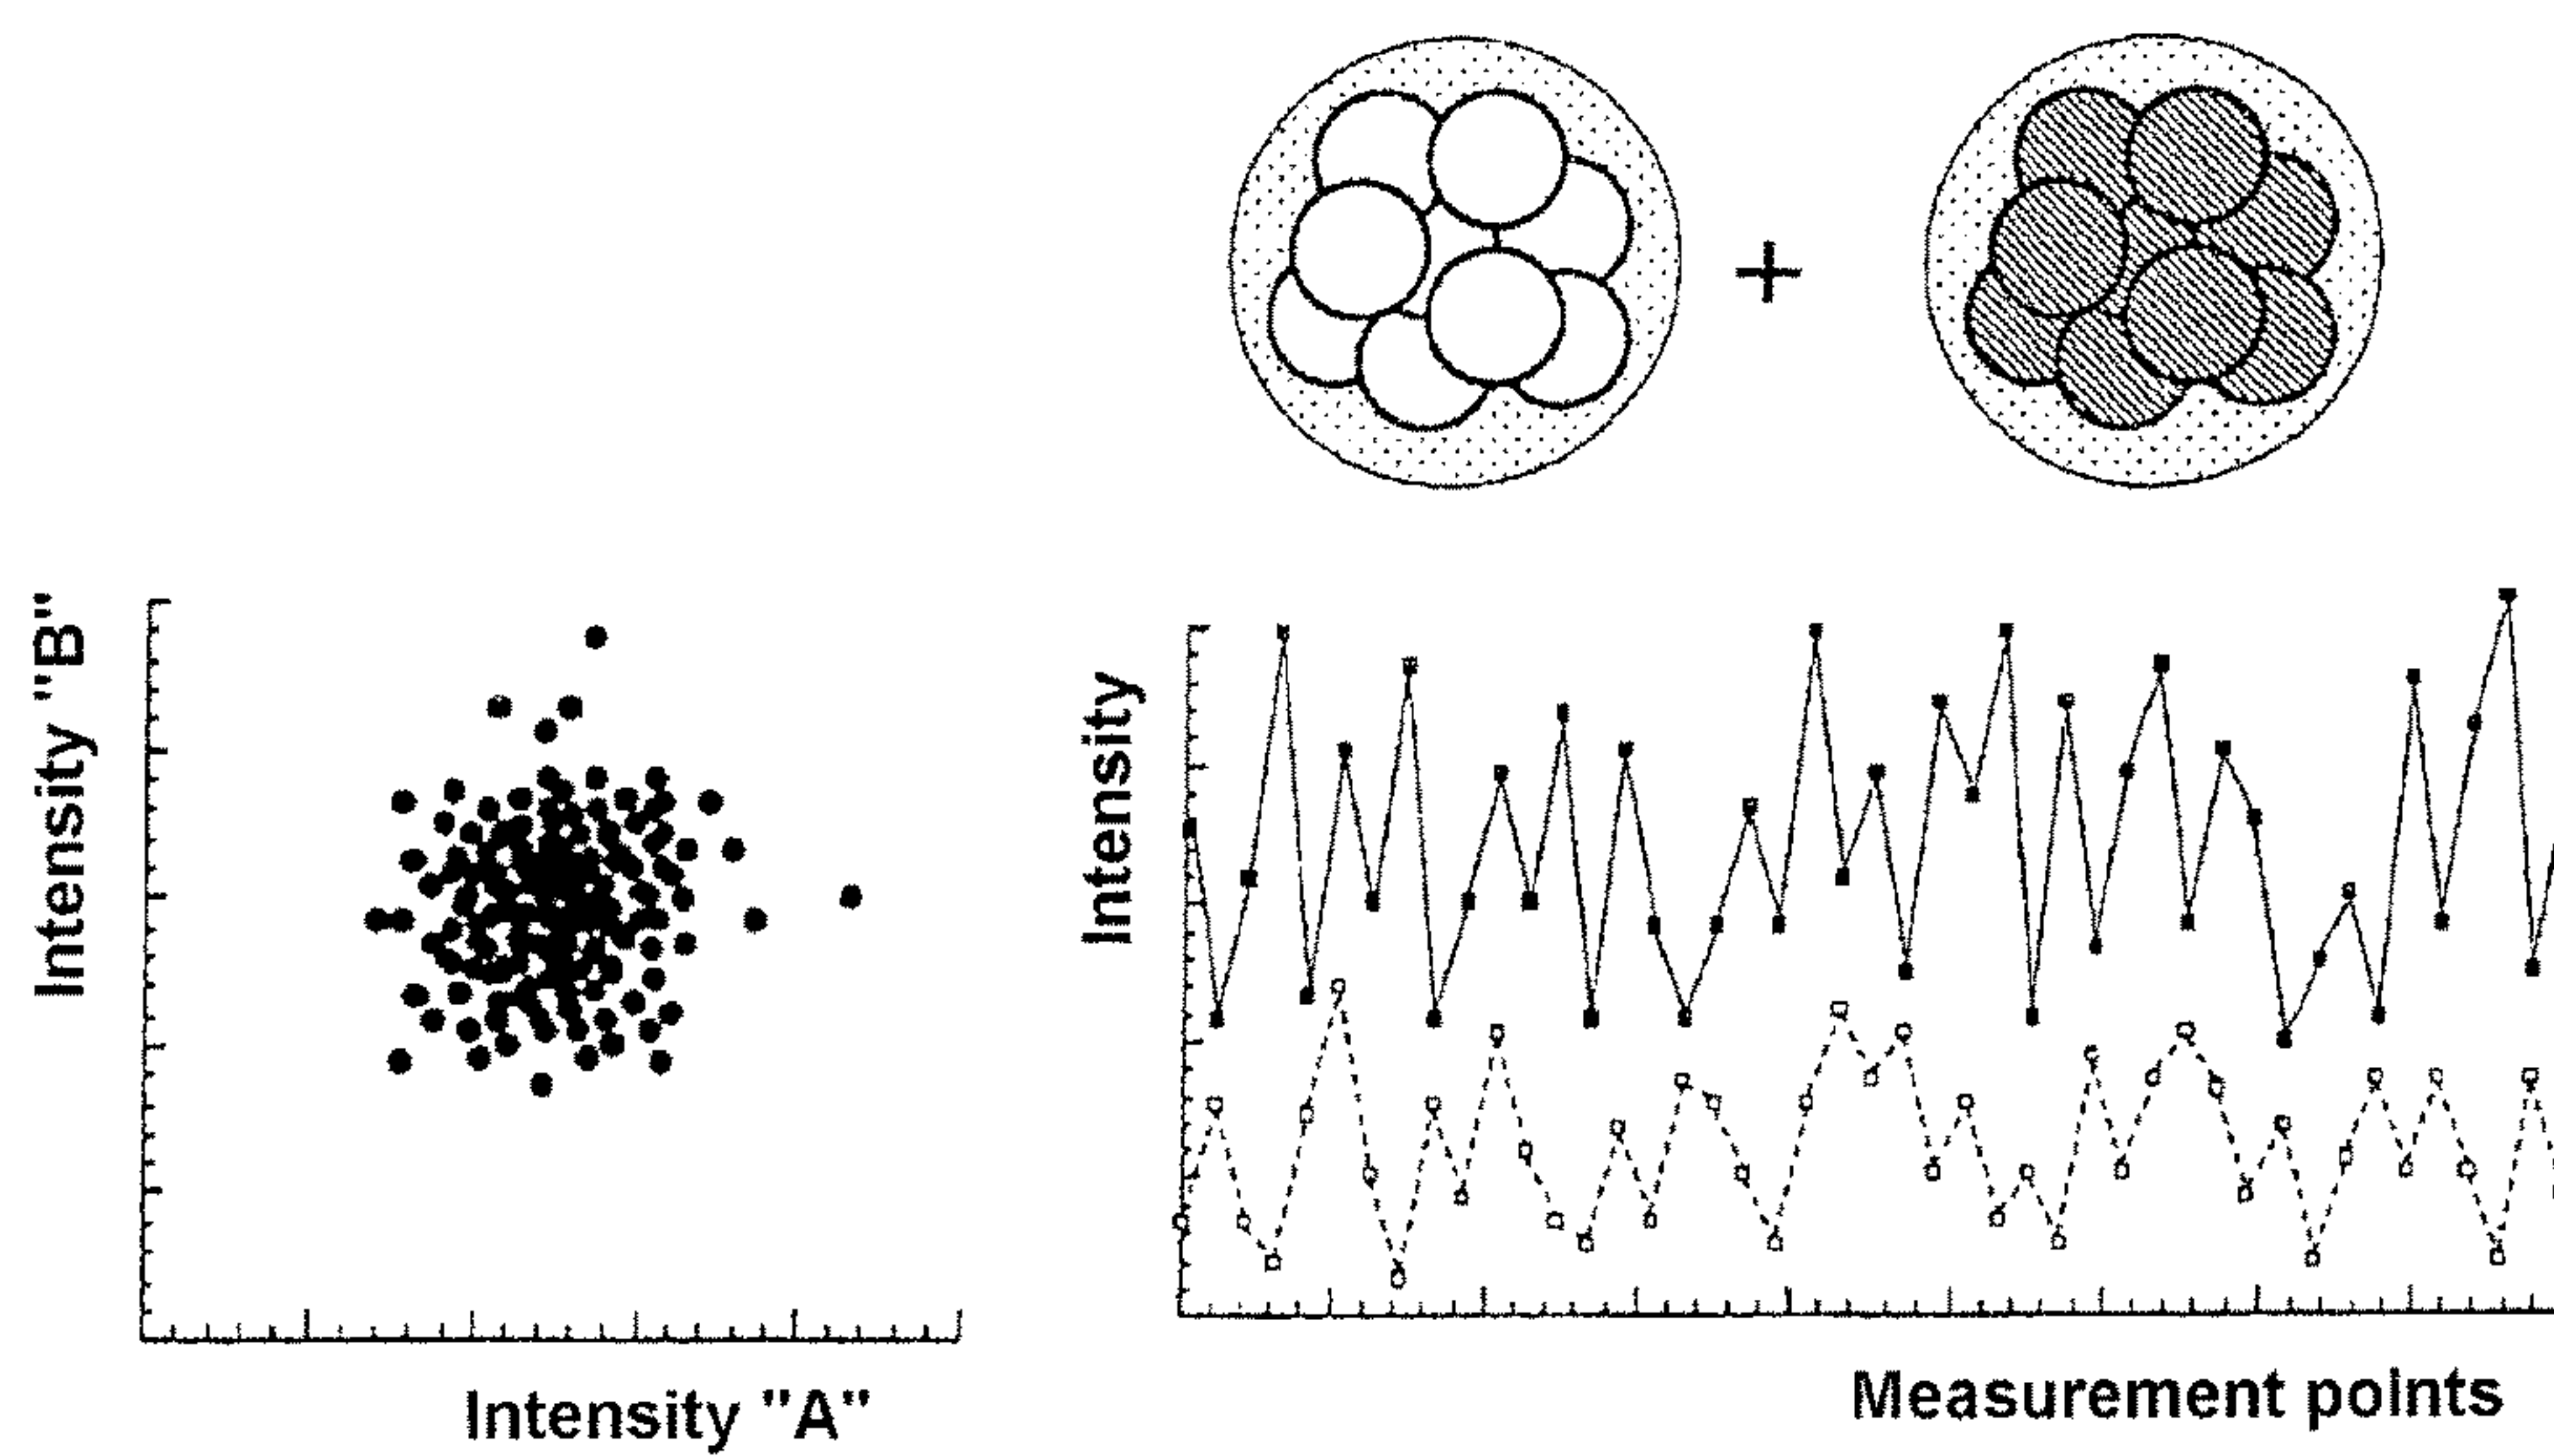 +
Intensity "B"
Intensity
Intensity "A"
Measurement points